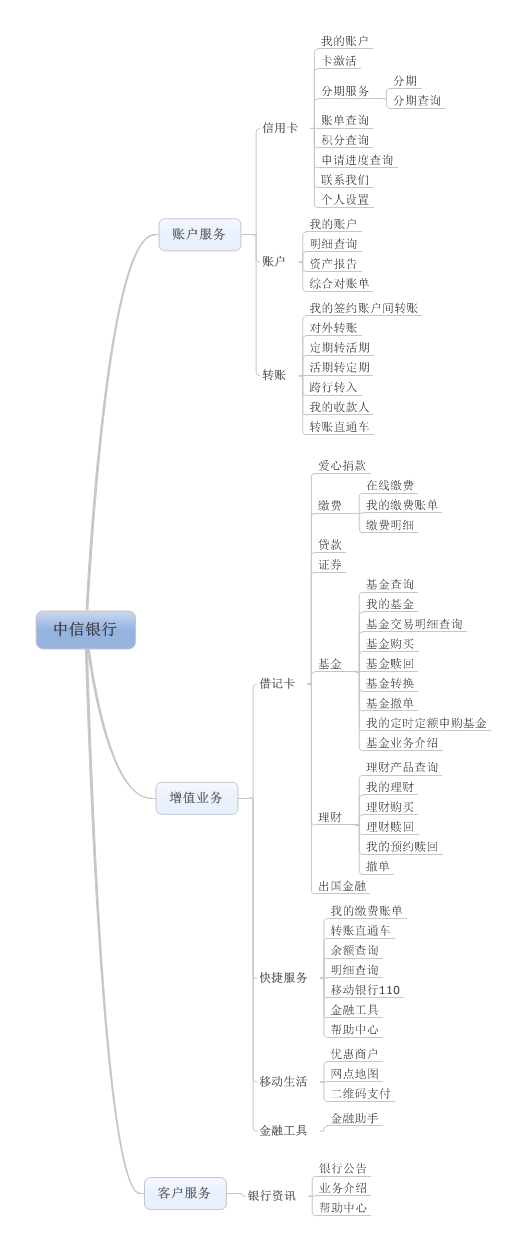 中信银行
账户服务
信用卡
我的账户
卡激活
分期服务
分期
分期查询
账单查询
积分查询
申请进度查询
联系我们
个人设置
账户
我的账户
明细查询
资产报告
综合对账单
转账
我的签约账户间转账
对外转账
定期转活期
活期转定期
跨行转入
我的收款人
转账直通车
增值业务
借记卡
爱心捐款
缴费
在线缴费
我的缴费账单
缴费明细
贷款
证券
基金
基金查询
我的基金
基金交易明细查询
基金购买
基金赎回
基金转换
基金撤单
我的定时定额申购基金
基金业务介绍
理财
理财产品查询
我的理财
理财购买
理财赎回
我的预约赎回
撤单
出国金融
快捷服务
我的缴费账单
转账直通车
余额查询
明细查询
移动银行110
金融工具
帮助中心
移动生活
优惠商户
网点地图
二维码支付
金融工具
金融助手
客户服务
银行资讯
银行公告
业务介绍
帮助中心